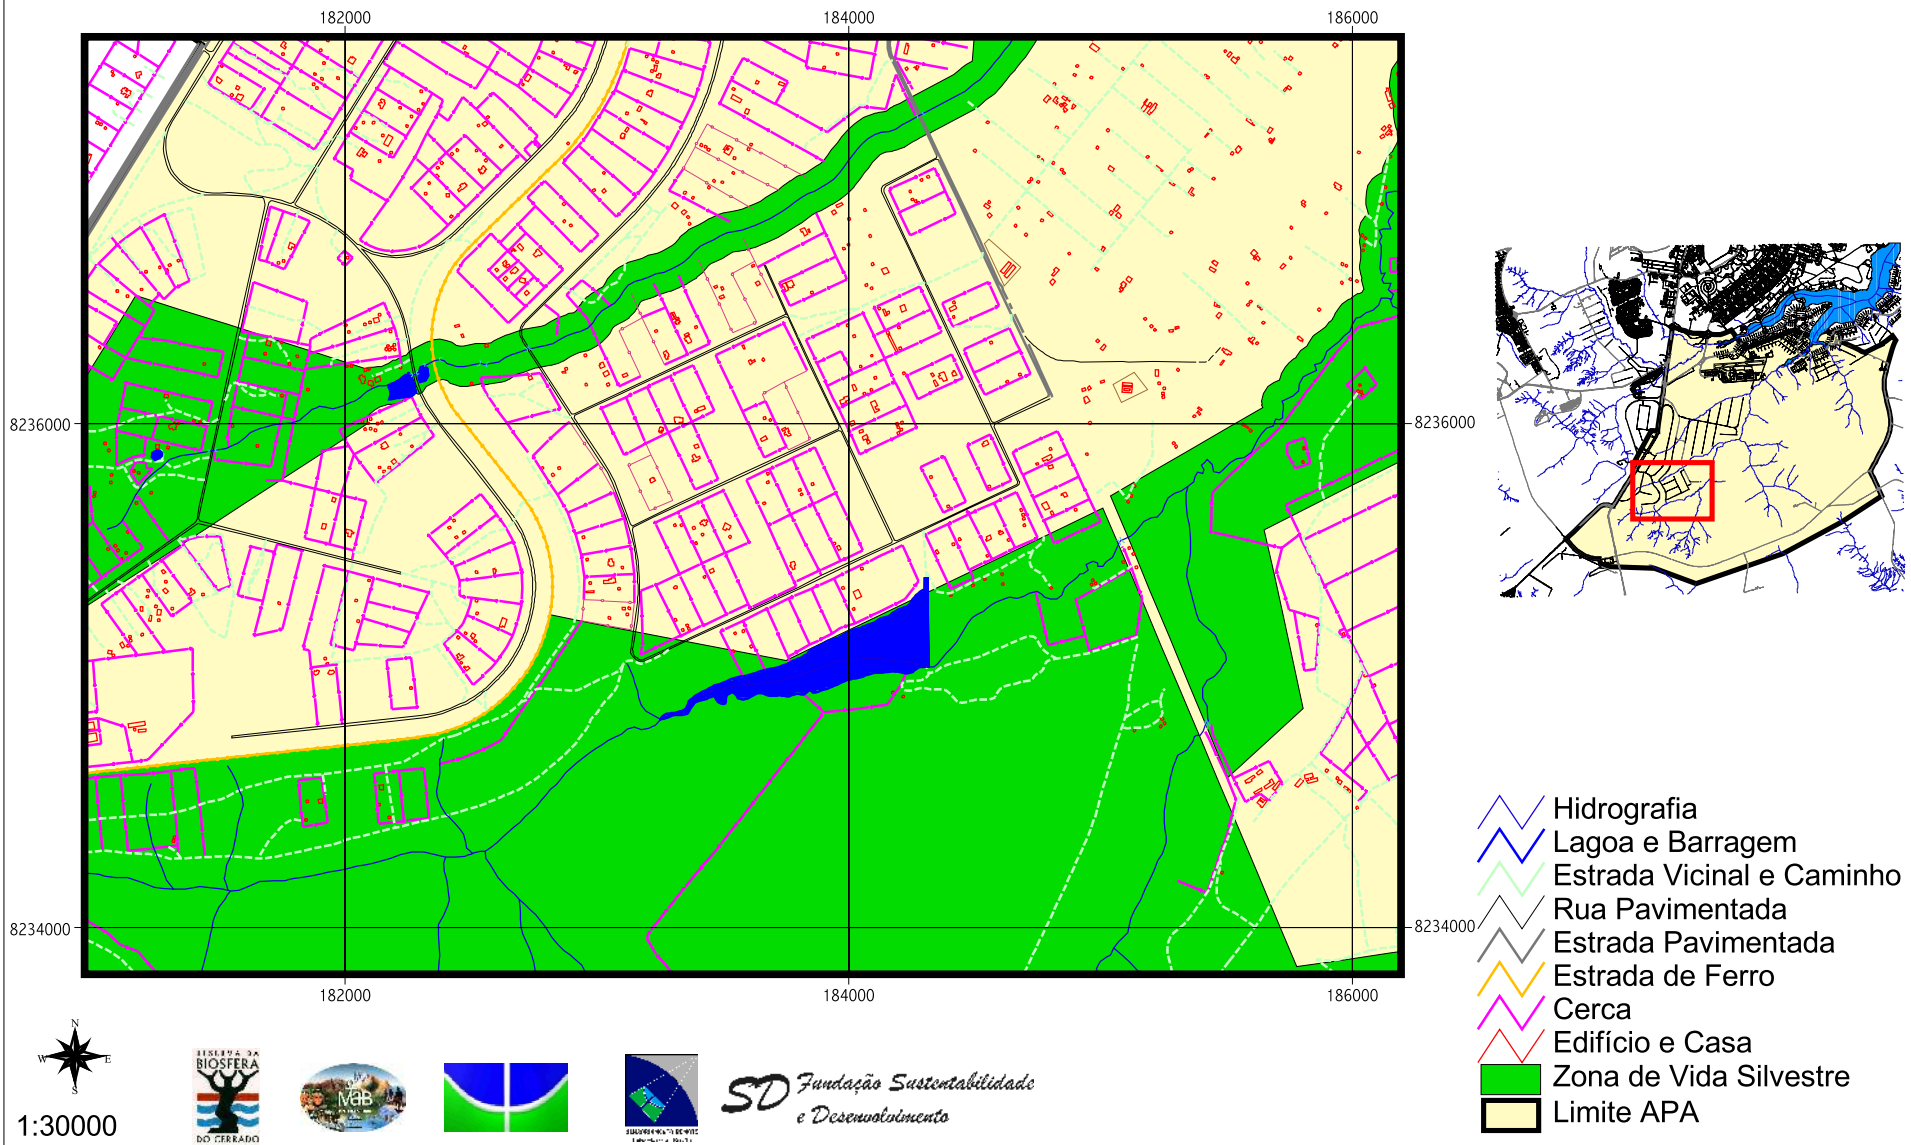 182000 184000 186000
8236000 8236000
8234000 8234000
182000 184000 186000
Hidrografia
Lagoa e Barragem
Estrada Vicinal e Caminho
Rua Pavimentada
Estrada Pavimentada
Estrada de Ferro
Cerca
Edifício e Casa
Zona de Vida Silvestre
Limite APA
N
W E
S
1:30000
RESERVA DA
BIOSFERA
DO CERRADO
MAB
SD Fundação Sustentabilidade
e Desenvolvimento